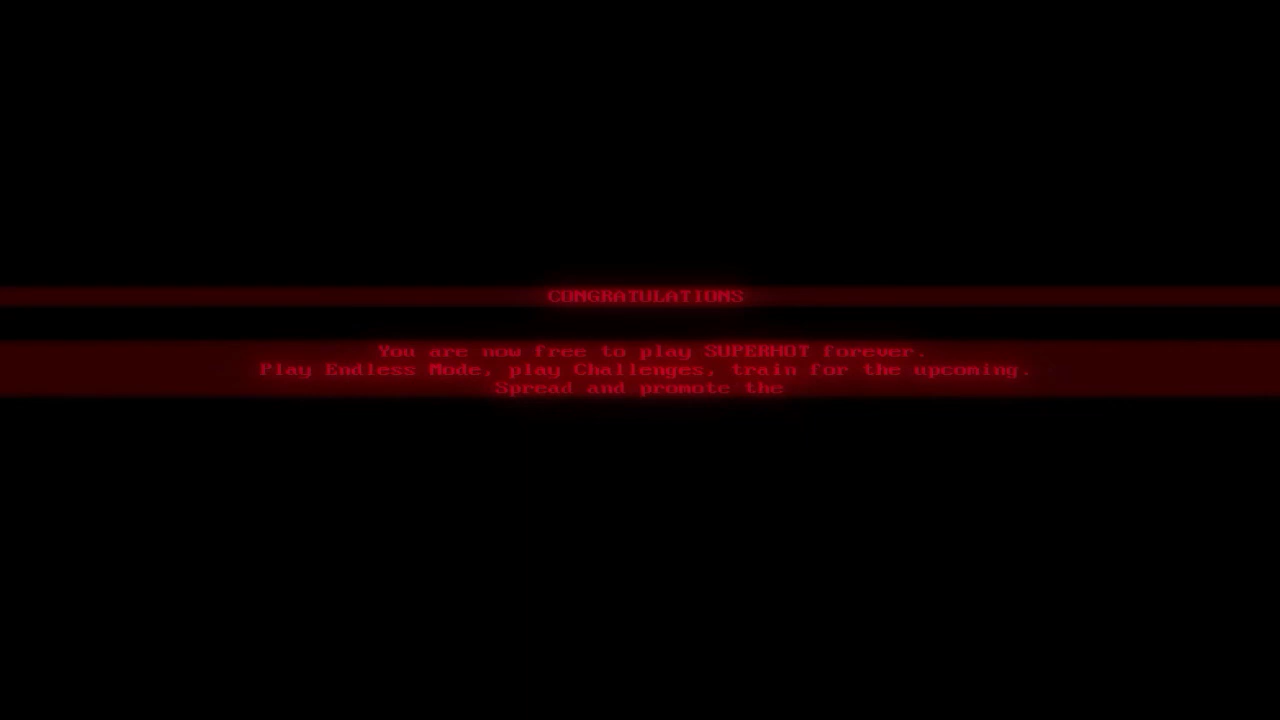 CONGRATULATIONS
You are now free to play SUPERHOT forever.
Play Endless Mode, play Challenges, train for the upcoming.
Spread and promote the